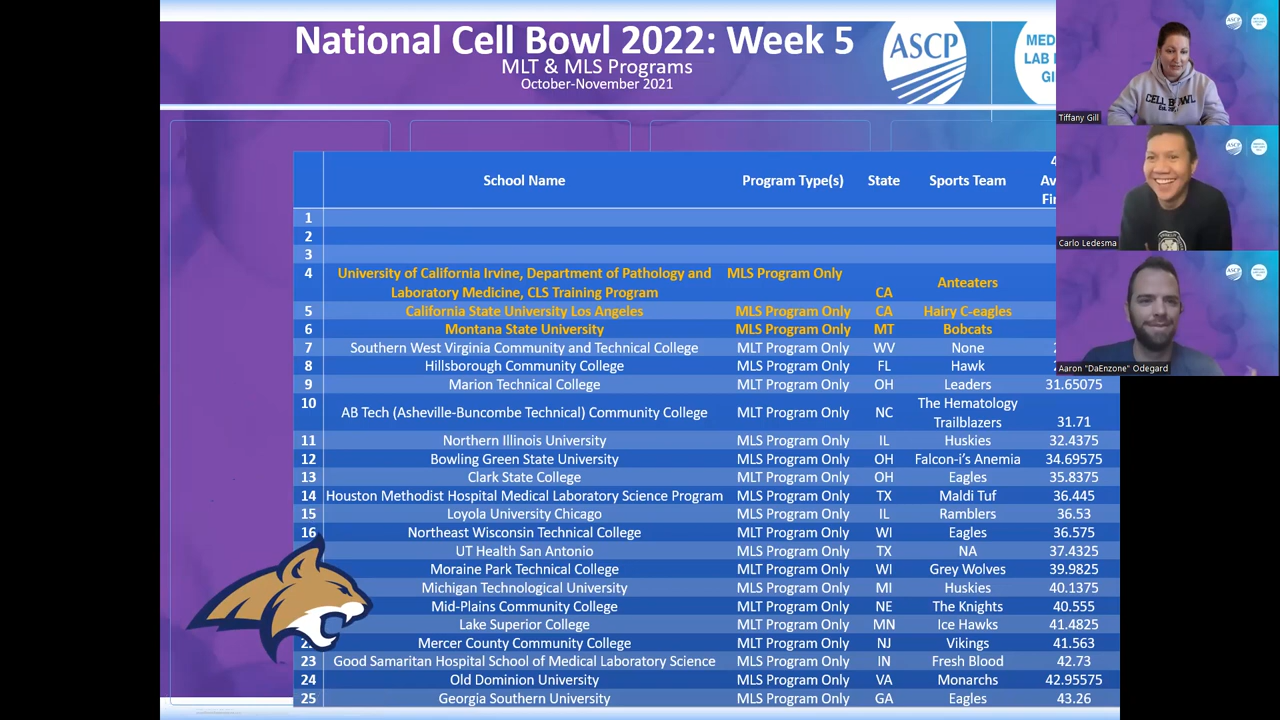 National Cell Bowl 2022: Week 5
MLT & MLS Programs
October-November 2021
ASCP
MED
LAB
GI
Tiffany Gill
CELL BOWL
Carlo Ledesma
Aaron "DaEnzone" Odegard
School Name Program Type(s) State Sports Team
1
2
3
4 University of California Irvine, Department of Pathology and Laboratory Medicine, CLS Training Program MLS Program Only CA Anteaters
5 California State University Los Angeles MLS Program Only CA Hairy C-eagles
6 Montana State University MLS Program Only MT Bobcats
7 Southern West Virginia Community and Technical College MLT Program Only WV None
8 Hillsborough Community College MLS Program Only FL Hawk
9 Marion Technical College MLT Program Only OH Leaders 31.65075
10 AB Tech (Asheville-Buncombe Technical) Community College MLT Program Only NC The Hematology Trailblazers 31.71
11 Northern Illinois University MLS Program Only IL Huskies 32.4375
12 Bowling Green State University MLS Program Only OH Falcon-i's Anemia 34.69575
13 Clark State College MLT Program Only OH Eagles 35.8375
14 Houston Methodist Hospital Medical Laboratory Science Program MLS Program Only TX Maldi Tuf 36.445
15 Loyola University Chicago MLS Program Only IL Ramblers 36.53
16 Northeast Wisconsin Technical College MLT Program Only WI Eagles 36.575
UT Health San Antonio MLS Program Only TX NA 37.4325
Moraine Park Technical College MLT Program Only WI Grey Wolves 39.9825
Michigan Technological University MLS Program Only MI Huskies 40.1375
Mid-Plains Community College MLT Program Only NE The Knights 40.555
Lake Superior College MLT Program Only MN Ice Hawks 41.4825
Mercer County Community College MLT Program Only NJ Vikings 41.563
23 Good Samaritan Hospital School of Medical Laboratory Science MLS Program Only IN Fresh Blood 42.73
24 Old Dominion University MLS Program Only VA Monarchs 42.95575
25 Georgia Southern University MLS Program Only GA Eagles 43.26